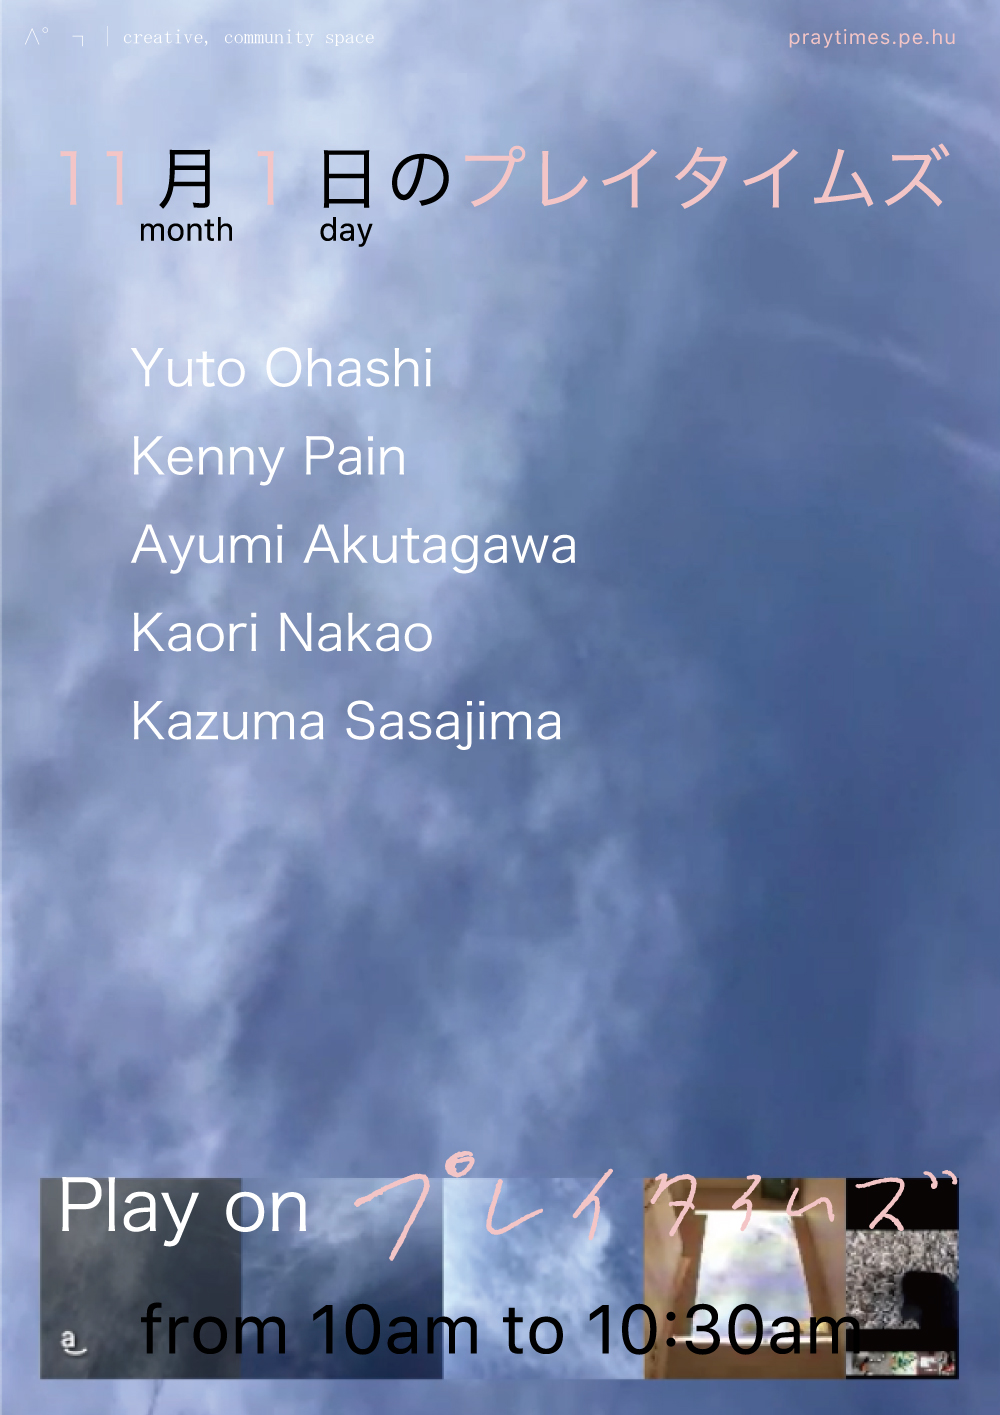 creative, community space
praytimes.pe.hu
11月1日のプレイタイムズ
month day
Yuto Ohashi
Kenny Pain
Ayumi Akutagawa
Kaori Nakao
Kazuma Sasajima
Play on プレイタイムズ
from 10am to 10:30am
a